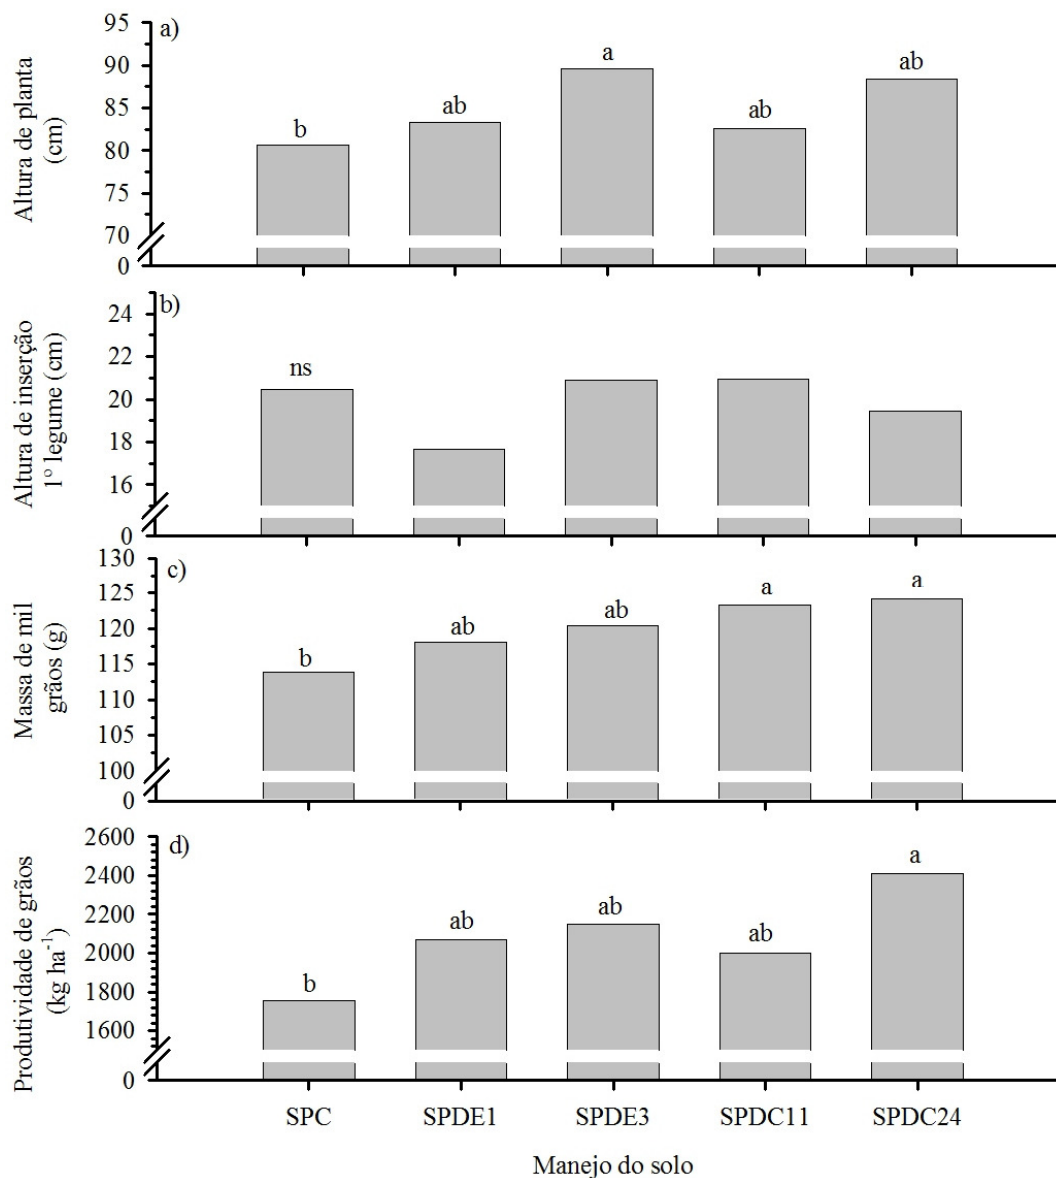 a)
Altura de planta
(cm)
95
90
85
80
75
70
0
b
ab
a
ab
ab
b)
Altura de inserção
1º legume (cm)
24
22
20
18
16
0
ns
c)
Massa de mil
grãos (g)
130
125
120
115
110
105
100
0
b
ab
ab
a
a
d)
Produtividade de grãos
(kg ha⁻¹)
2600
2400
2200
2000
1800
1600
0
b
ab
ab
ab
a
SPC SPDE1 SPDE3 SPDC11 SPDC24
Manejo do solo